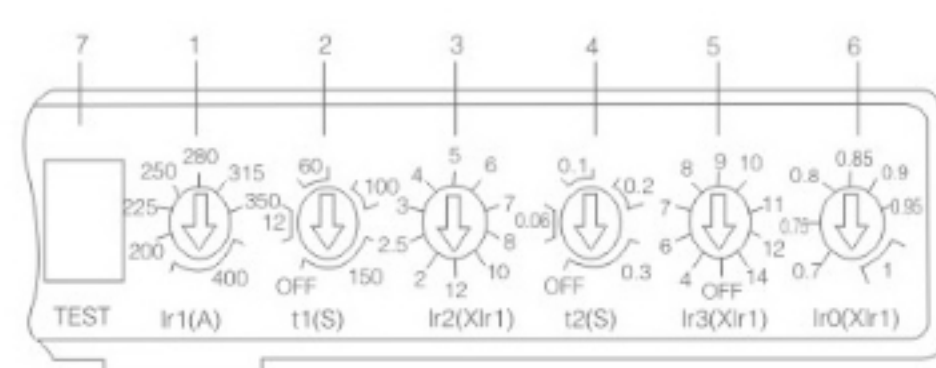 7 1 2 3 4 5 6
250 280 315 60 100 4 5 6 0.1 0.2 8 9 10 0.8 0.85 0.9
225 350 12 3 7 0.06 7 11 0.75 0.95
200 400 OFF 150 2.5 2 12 10 8 OFF 0.3 6 4 OFF 14 12 0.7 1
TEST Ir1(A) t1(S) Ir2(XIr1) t2(S) Ir3(XIr1) Ir0(XIr1)